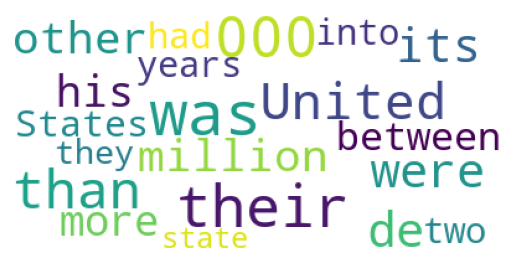 other had 000 into its
years
his was United
States between
they million were
than their
more state de two